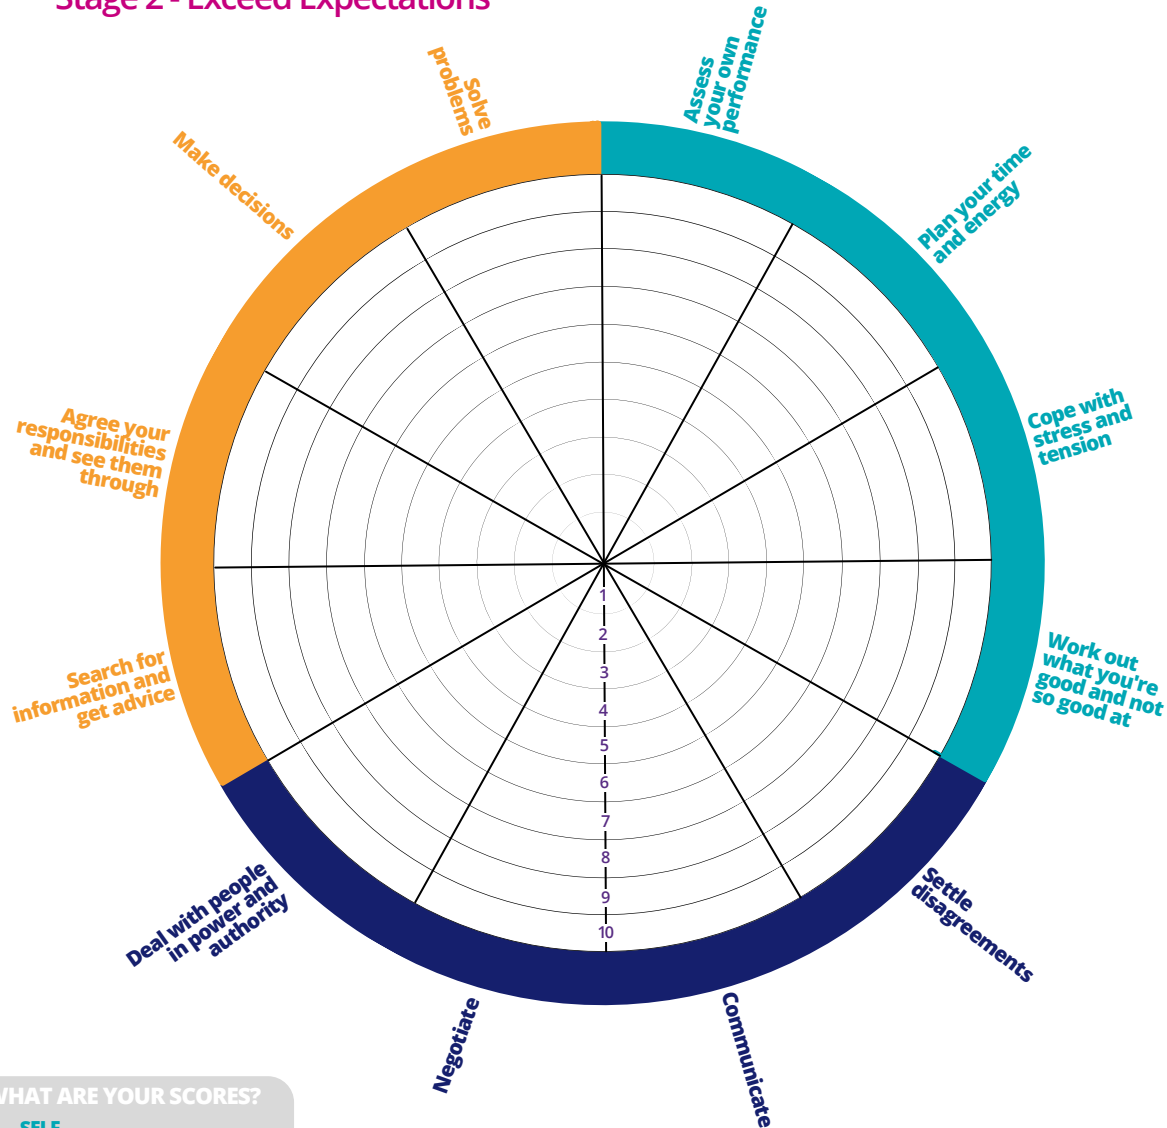 Stage 2 - Exceed Expectations
Assess
your own
performance
Plan your time
and energy
Cope with
stress and
tension
Work out
what you're
good and not
so good at
Settle
disagreements
Communicate
Negotiate
Deal with people
in power and
authority
Search for
information and
get advice
Agree your
responsibilities
and see them
through
Make decisions
Solve
problems
1
2
3
4
5
6
7
8
9
10
WHAT ARE YOUR SCORES?
SELF